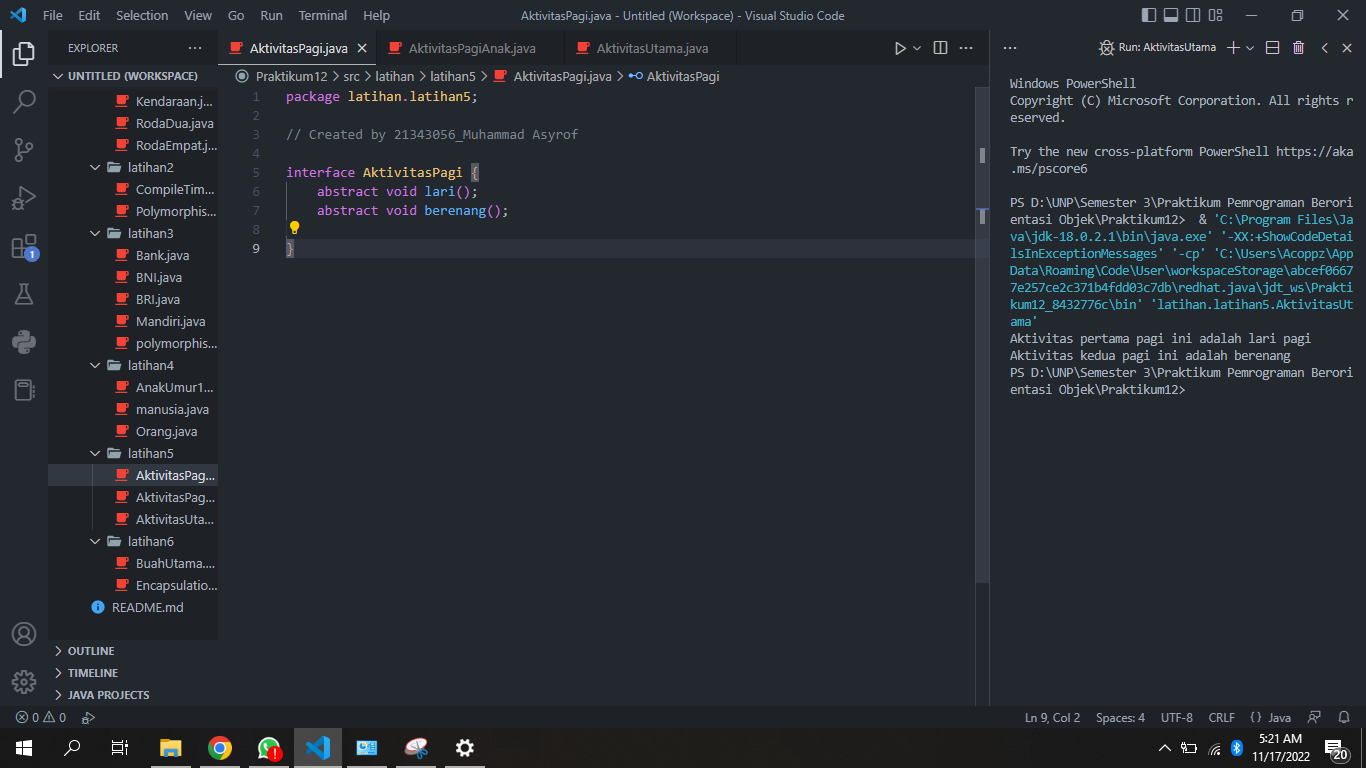 File Edit Selection View Go Run Terminal Help
AktivitasPagi.java - Untitled (Workspace) - Visual Studio Code
EXPLORER
UNTITLED (WORKSPACE)
Kendaraan.j...
RodaDua.java
RodaEmpat.j...
latihan2
CompileTim...
Polymorphis...
latihan3
Bank.java
BNI.java
BRI.java
Mandiri.java
polymorphis...
latihan4
AnakUmur1...
manusia.java
Orang.java
latihan5
AktivitasPag...
AktivitasPag...
AktivitasUta...
latihan6
BuahUtama....
Encapsulatio...
README.md
OUTLINE
TIMELINE
JAVA PROJECTS
1
AktivitasPagi.java
AktivitasPagiAnak.java
AktivitasUtama.java
Praktikum12 > src > latihan > latihan5 > AktivitasPagi.java > AktivitasPagi
1 package latihan.latihan5;
2
3 // Created by 21343056_Muhammad Asyrof
4
5 interface AktivitasPagi {
6 abstract void lari();
7 abstract void berenang();
8
9 }
Run: AktivitasUtama
Windows PowerShell
Copyright (C) Microsoft Corporation. All rights r
eserved.
Try the new cross-platform PowerShell https://aka
.ms/pscore6
PS D:\UNP\Semester 3\Praktikum Pemrograman Berori
entasi Objek\Praktikum12>  & 'C:\Program Files\Ja
va\jdk-18.0.2.1\bin\java.exe' '-XX:+ShowCodeDetai
lsInExceptionMessages' '-cp' 'C:\Users\Acoppz\App
Data\Roaming\Code\User\workspaceStorage\abcef0667
7e257ce2c371b4fdd03c7db\redhat.java\jdt_ws\Prakti
kum12_8432776c\bin' 'latihan.latihan5.AktivitasUt
ama'
Aktivitas pertama pagi ini adalah lari pagi
Aktivitas kedua pagi ini adalah berenang
PS D:\UNP\Semester 3\Praktikum Pemrograman Berori
entasi Objek\Praktikum12>
0 0
Ln 9, Col 2 Spaces: 4 UTF-8 CRLF {} Java
5:21 AM
11/17/2022
20